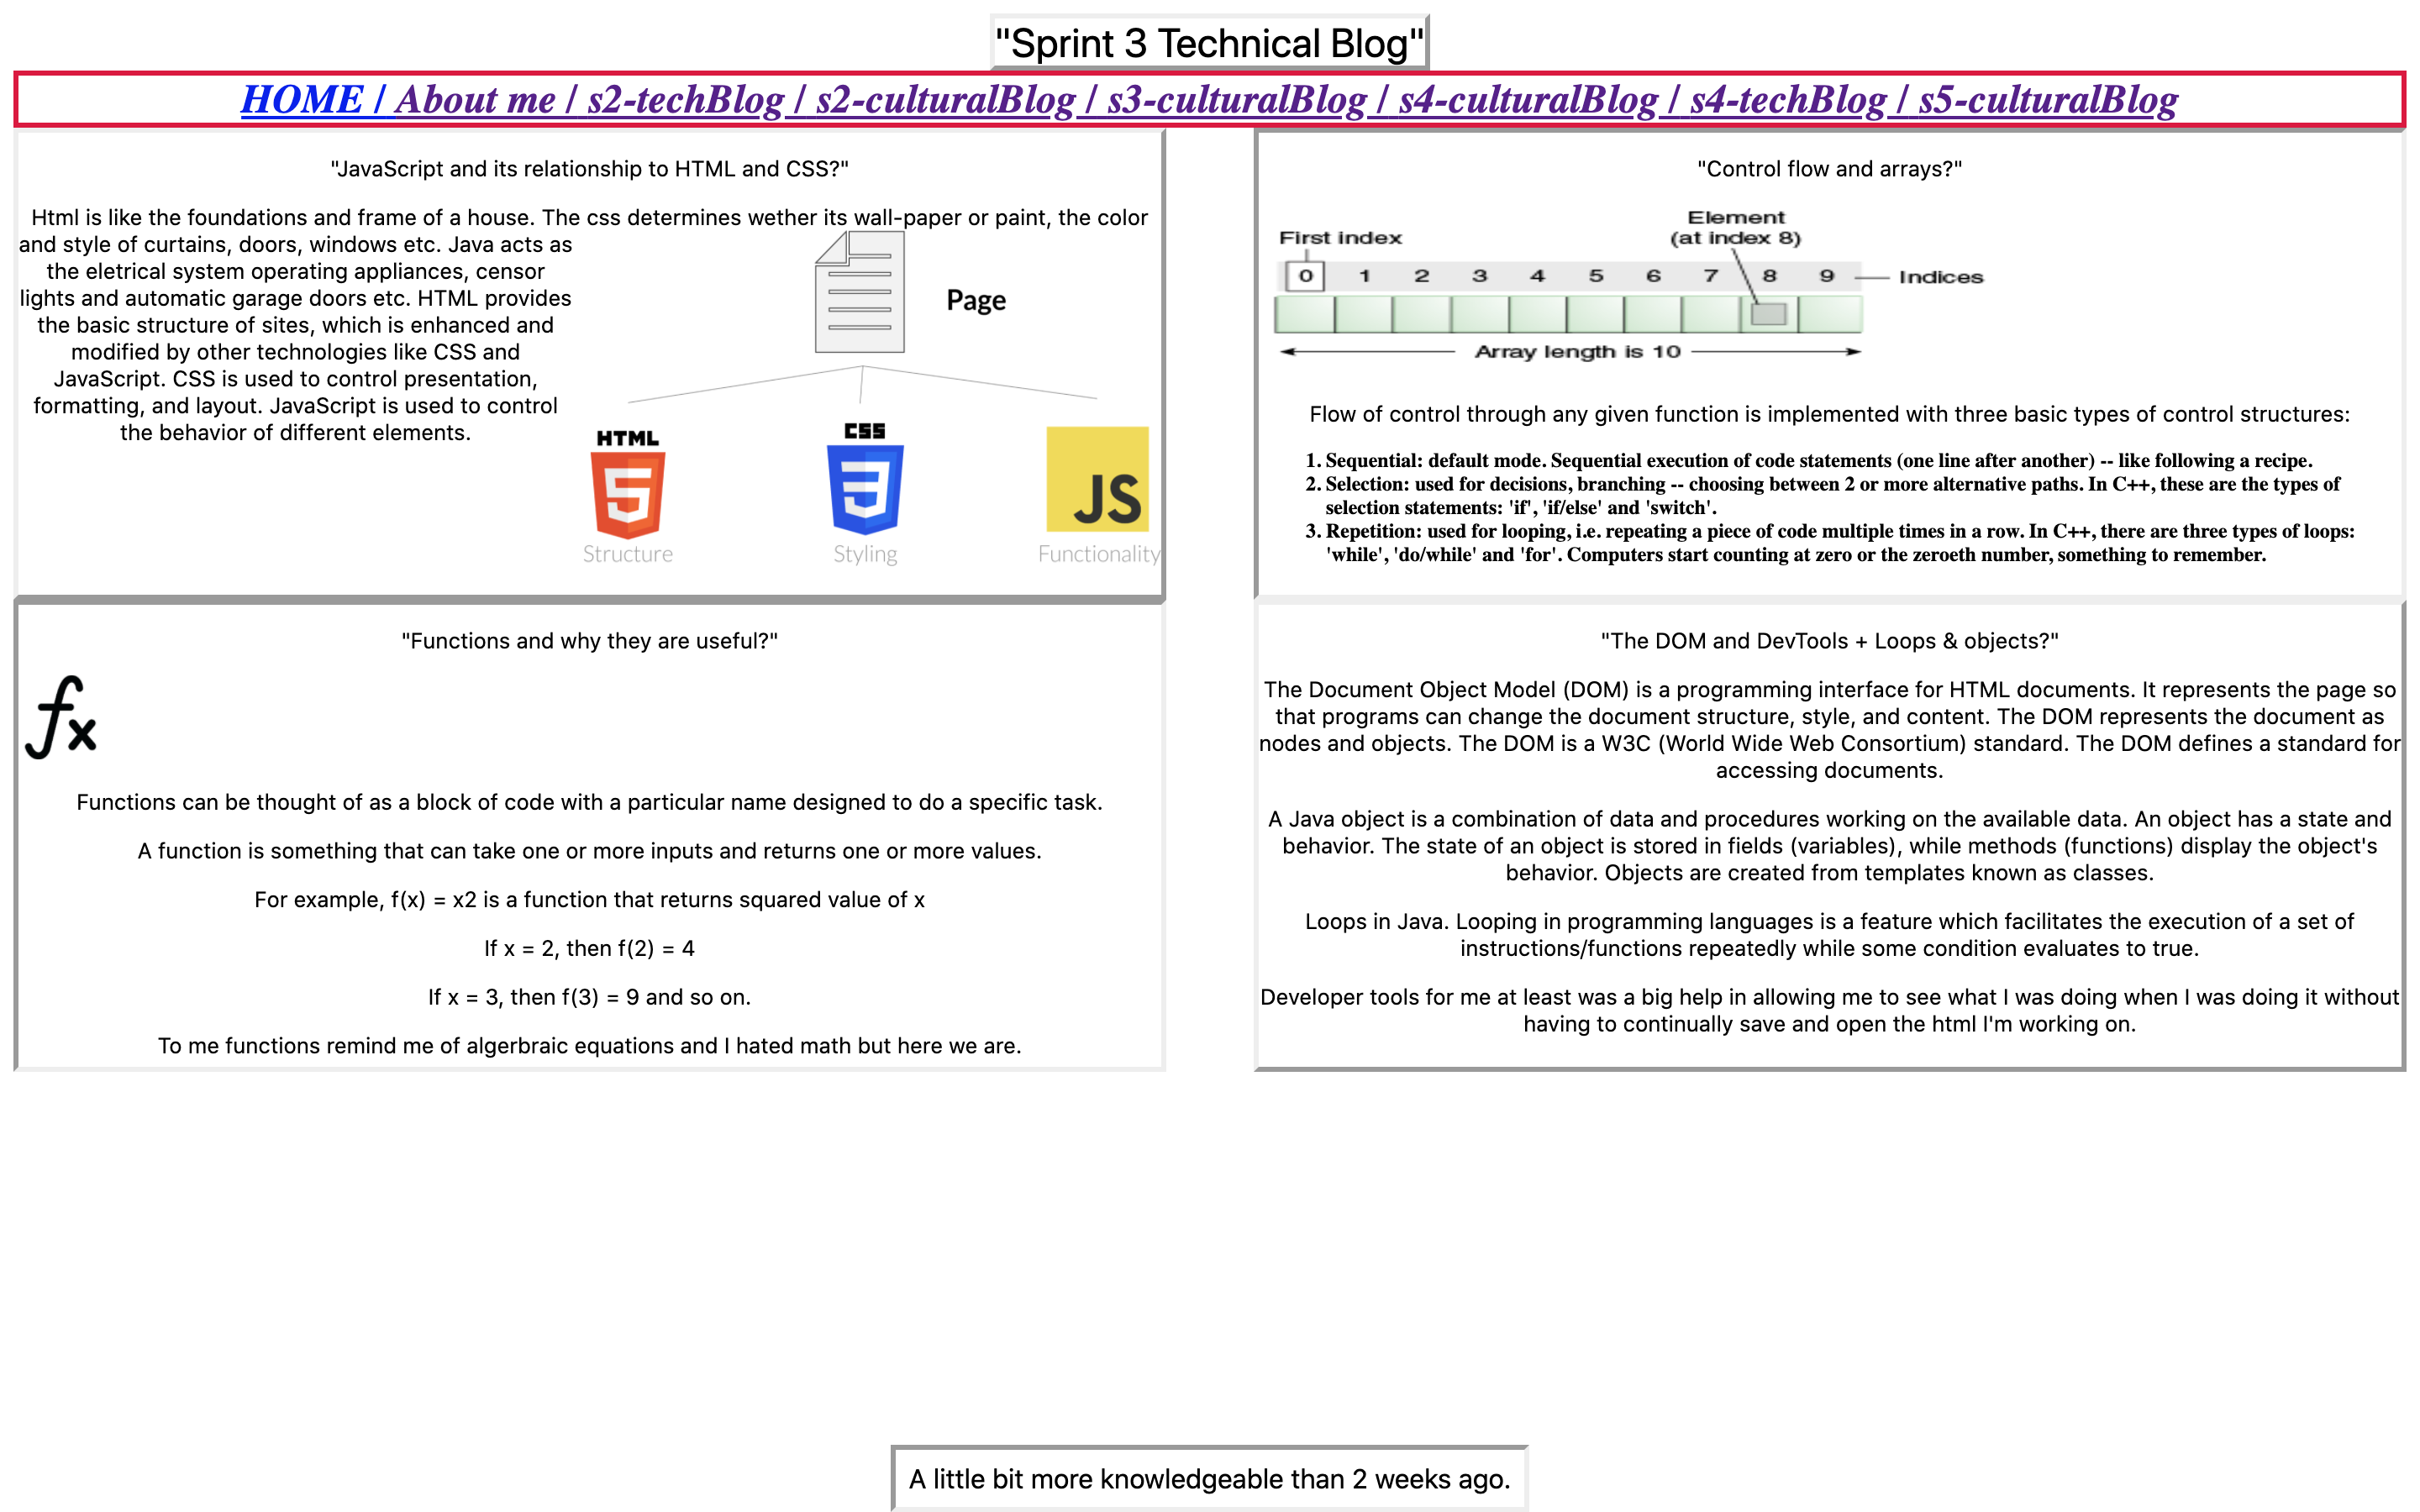 "Sprint 3 Technical Blog"
HOME / About me / s2-techBlog / s2-culturalBlog / s3-culturalBlog / s4-culturalBlog / s4-techBlog / s5-culturalBlog
"JavaScript and its relationship to HTML and CSS?"
Html is like the foundations and frame of a house. The css determines wether its wall-paper or paint, the color
and style of curtains, doors, windows etc. Java acts as
the eletrical system operating appliances, censor
lights and automatic garage doors etc. HTML provides
the basic structure of sites, which is enhanced and
modified by other technologies like CSS and
JavaScript. CSS is used to control presentation,
formatting, and layout. JavaScript is used to control
the behavior of different elements.
Page
HTML
CSS
JS
Structure
Styling
Functionality
"Control flow and arrays?"
Element
(at index 8)
First index
0 1 2 3 4 5 6 7 8 9
Indices
Array length is 10
Flow of control through any given function is implemented with three basic types of control structures:
1. Sequential: default mode. Sequential execution of code statements (one line after another) -- like following a recipe.
2. Selection: used for decisions, branching -- choosing between 2 or more alternative paths. In C++, these are the types of
selection statements: 'if', 'if/else' and 'switch'.
3. Repetition: used for looping, i.e. repeating a piece of code multiple times in a row. In C++, there are three types of loops:
'while', 'do/while' and 'for'. Computers start counting at zero or the zeroeth number, something to remember.
"Functions and why they are useful?"
fx
Functions can be thought of as a block of code with a particular name designed to do a specific task.
A function is something that can take one or more inputs and returns one or more values.
For example, f(x) = x2 is a function that returns squared value of x
If x = 2, then f(2) = 4
If x = 3, then f(3) = 9 and so on.
To me functions remind me of algerbraic equations and I hated math but here we are.
"The DOM and DevTools + Loops & objects?"
The Document Object Model (DOM) is a programming interface for HTML documents. It represents the page so
that programs can change the document structure, style, and content. The DOM represents the document as
nodes and objects. The DOM is a W3C (World Wide Web Consortium) standard. The DOM defines a standard for
accessing documents.
A Java object is a combination of data and procedures working on the available data. An object has a state and
behavior. The state of an object is stored in fields (variables), while methods (functions) display the object's
behavior. Objects are created from templates known as classes.
Loops in Java. Looping in programming languages is a feature which facilitates the execution of a set of
instructions/functions repeatedly while some condition evaluates to true.
Developer tools for me at least was a big help in allowing me to see what I was doing when I was doing it without
having to continually save and open the html I'm working on.
A little bit more knowledgeable than 2 weeks ago.